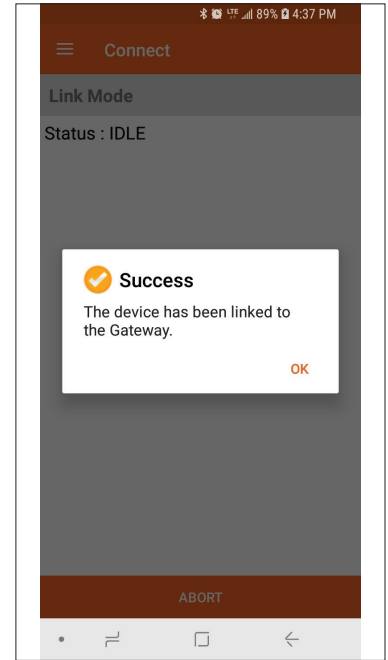 LTE 89% 4:37 PM
Connect
Link Mode
Status : IDLE
Success
The device has been linked to
the Gateway.
OK
ABORT